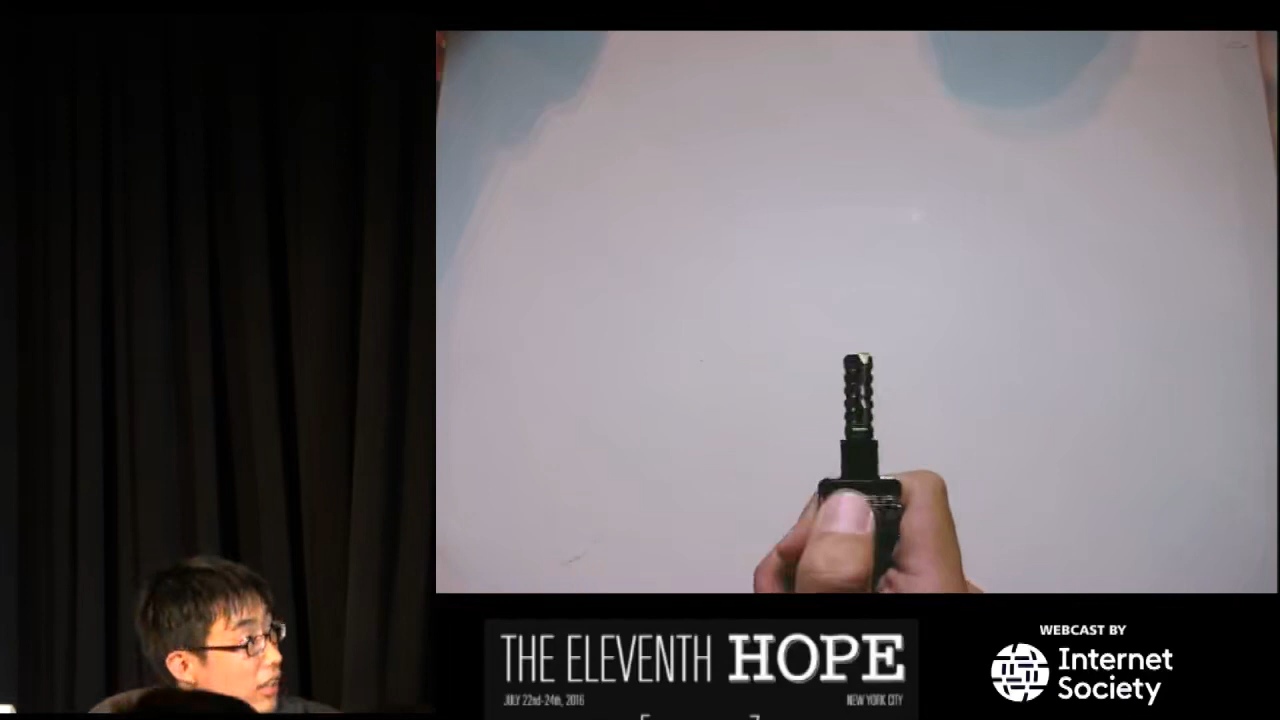 THE ELEVENTH HOPE
JULY 22nd-24th, 2016
NEW YORK CITY
WEBCAST BY
Internet
Society